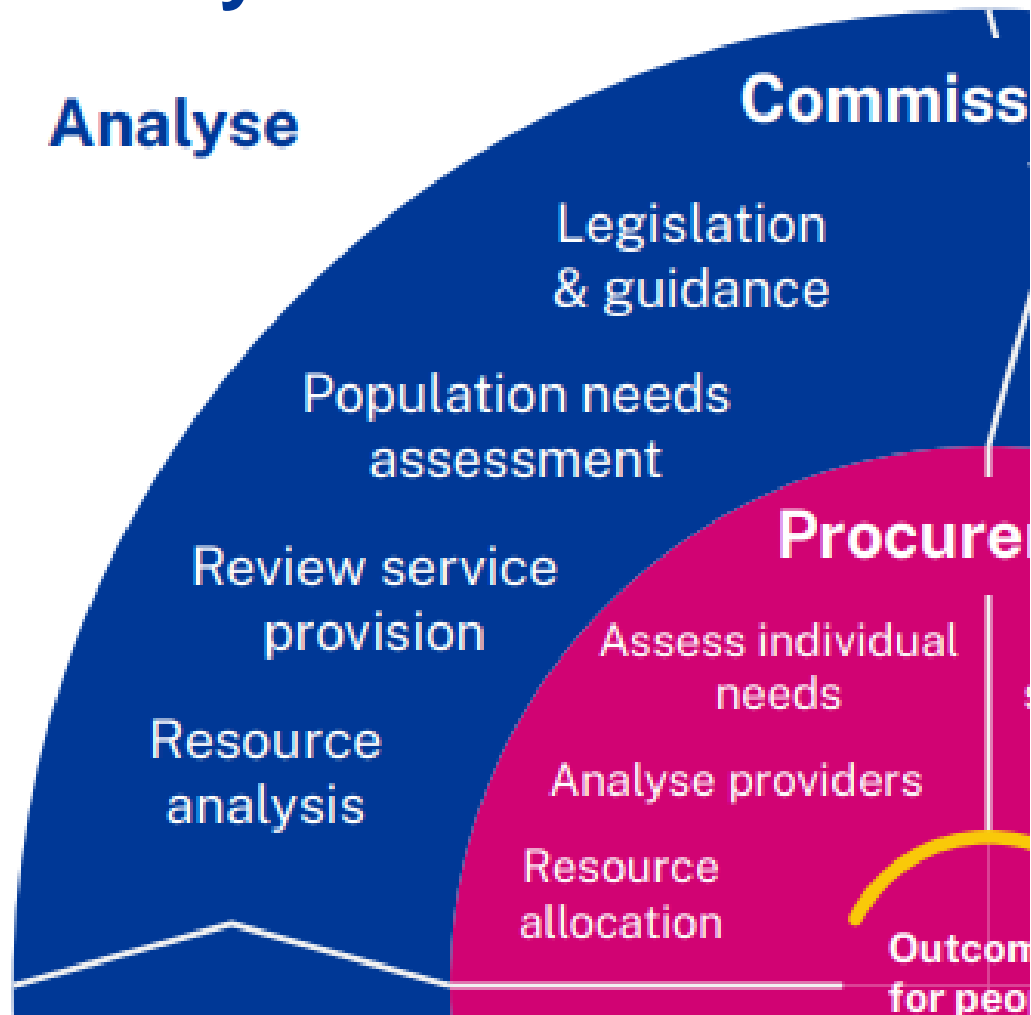 Analyse
Commiss
Legislation
& guidance
Population needs
assessment
Review service
provision
Resource
analysis
Procure
Assess individual
needs
Analyse providers
Resource
allocation
Outcom
for peo